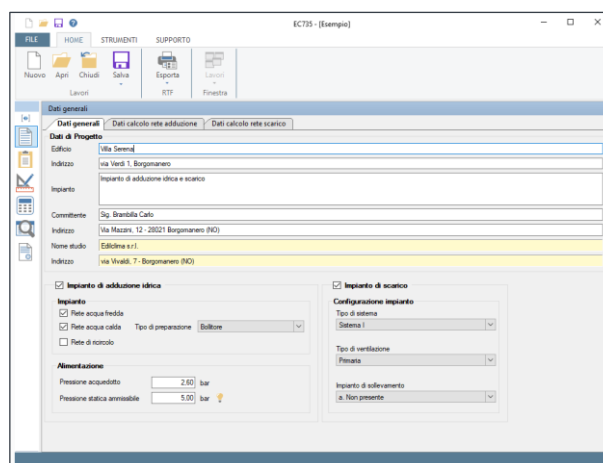 EC735 - [Esempio]
FILE HOME STRUMENTI SUPPORTO
Nuovo Apri Chiudi Salva Esporta Lavori
Lavori RTF Finestra
Dati generali
Dati generali Dati calcolo rete adduzione Dati calcolo rete scarico
Dati di Progetto
Edificio Villa Serena
Indirizzo via Verdi 1, Borgomanero
Impianto Impianto di adduzione idrica e scarico
Committente Sig. Brambilla Carlo
Indirizzo Via Mazzini, 12 - 28021 Borgomanero (NO)
Nome studio Edilclima s.r.l.
Indirizzo via Vivaldi, 7 - Borgomanero (NO)
Impianto di adduzione idrica Impianto di scarico
Impianto Configurazione impianto
Rete acqua fredda Tipo di sistema
Rete acqua calda Tipo di preparazione Bollitore Sistema I
Rete di ricircolo Tipo di ventilazione
Primaria
Alimentazione
Pressione acquedotto 2.60 bar Impianto di sollevamento
Pressione statica ammissibile 5.00 bar a. Non presente